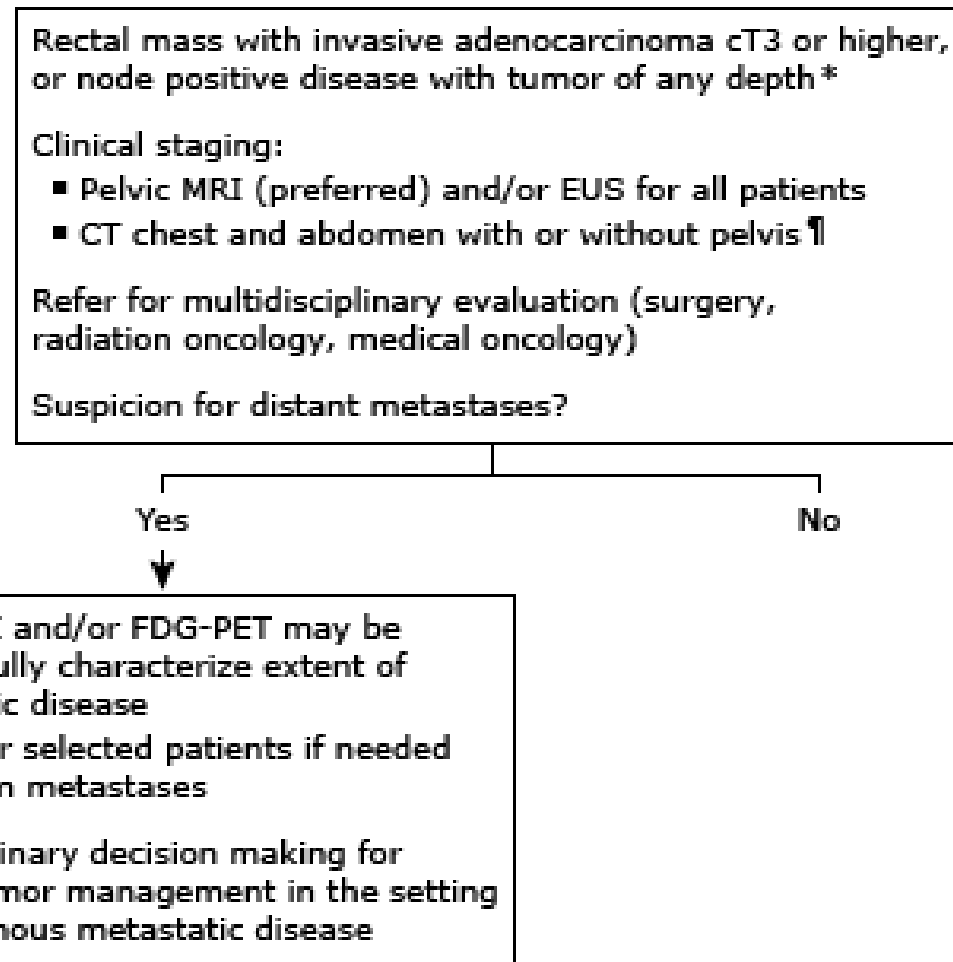 Rectal mass with invasive adenocarcinoma cT3 or higher,
or node positive disease with tumor of any depth*
Clinical staging:
■ Pelvic MRI (preferred) and/or EUS for all patients
■ CT chest and abdomen with or without pelvis¶
Refer for multidisciplinary evaluation (surgery,
radiation oncology, medical oncology)
Suspicion for distant metastases?
Yes
No
and/or FDG-PET may be
fully characterize extent of
disease
selected patients if needed
metastases
decision making for
management in the setting
metastatic disease